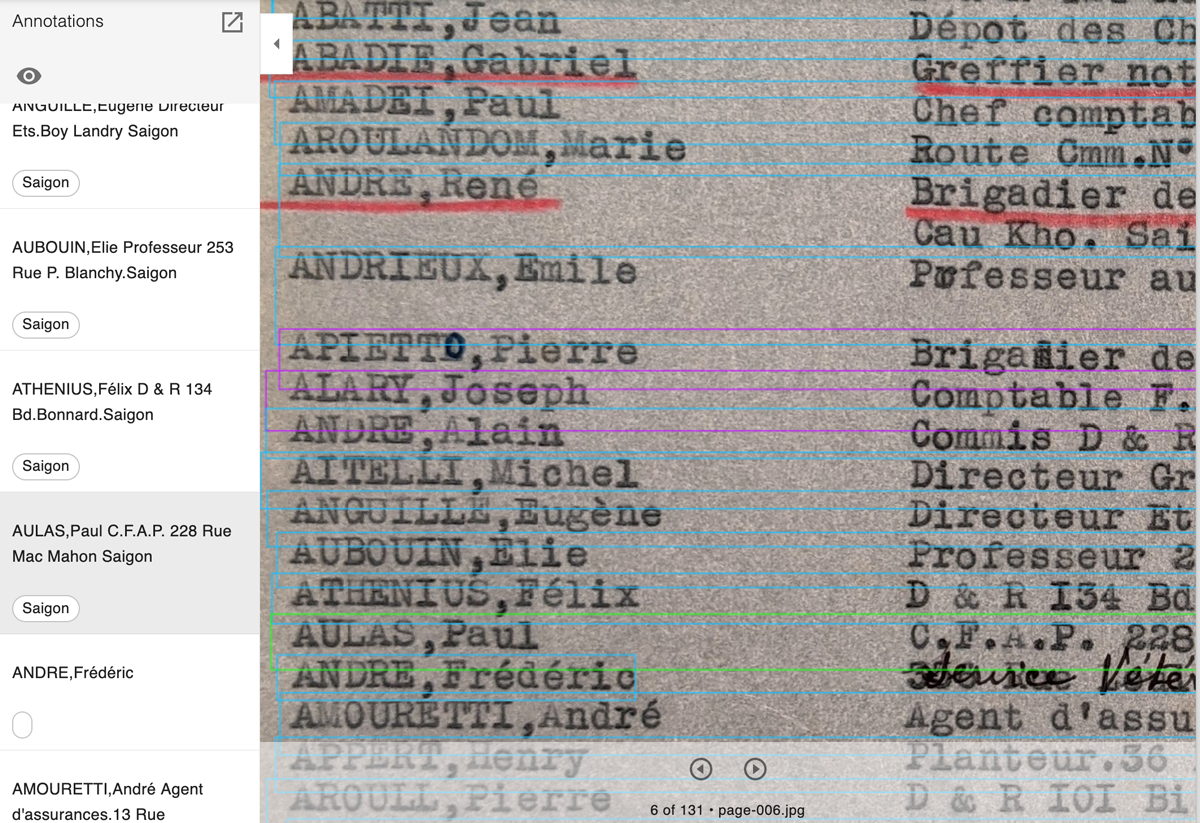 Annotations
ANGUILLE,Eugène Directeur
Ets.Boy Landry Saigon
Saigon
AUBOUIN,Elie Professeur 253
Rue P. Blanchy.Saigon
Saigon
ATHENIUS,Félix D & R 134
Bd.Bonnard.Saigon
Saigon
AULAS,Paul C.F.A.P. 228 Rue
Mac Mahon Saigon
Saigon
ANDRE,Frédéric
AMOURETTI,André Agent
d'assurances.13 Rue
ABATTI,Jean Dépot des Ch
ABADIE,Gabriel Greffier not
AMADEI,Paul Chef comptab
AROULANDOM,Marie Route Cmm.N°
ANDRE,René Brigadier de
Cau Kho. Sai
ANDRIEUX,Emile Prfesseur au
APIETTO,Pierre Brigadier de
ALARY,Joseph Comptable F.
ANDRE,Alain Commis D & R
AITELLI,Michel Directeur Gr
ANGUILLE,Eugène Directeur Et
AUBOUIN,Elie Professeur 2
ATHENIUS,Félix D & R I34 Bd
AULAS,Paul C.F.A.P. 228
ANDRE,Frédéric Service Vétér
AMOURETTI,André Agent d'assu
APPERT,Henry Planteur.36
AROULL,Pierre D & R IOI Bi
6 of 131 • page-006.jpg